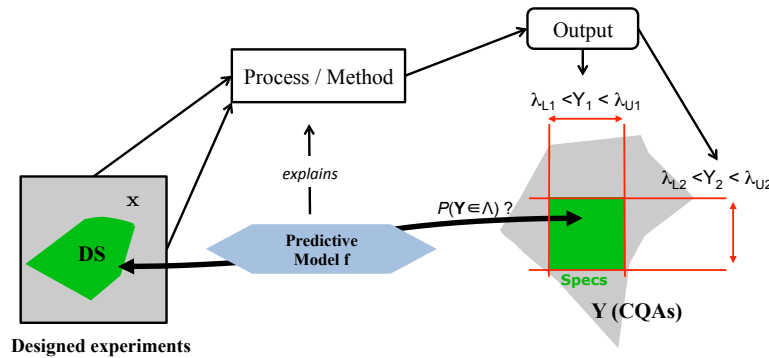 Output
Process / Method
λL1 <Y1 < λU1
explains
λL2 <Y2 < λU2
x
P(Y∈Λ) ?
DS
Predictive
Model f
Specs
Y (CQAs)
Designed experiments